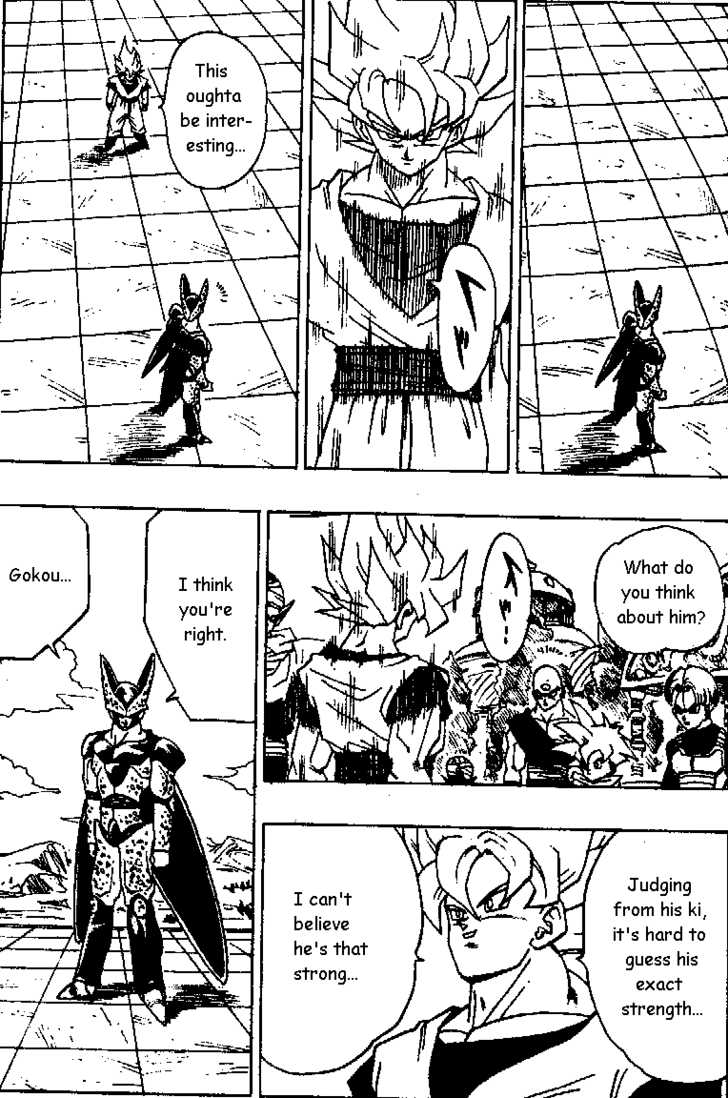 This
oughta
be inter-
esting...
What do
you think
about him?
Judging
from his ki,
it's hard to
guess his
exact
strength...
I can't
believe
he's that
strong...
I think
you're
right.
Gokou...